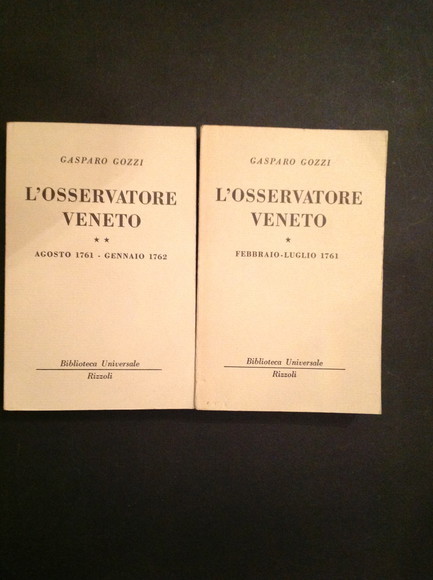 GASPARO GOZZI
L'OSSERVATORE
VENETO
★ ★
AGOSTO 1761 - GENNAIO 1762
Biblioteca Universale
Rizzoli
GASPARO GOZZI
L'OSSERVATORE
VENETO
★
FEBBRAIO-LUGLIO 1761
Biblioteca Universale
Rizzoli